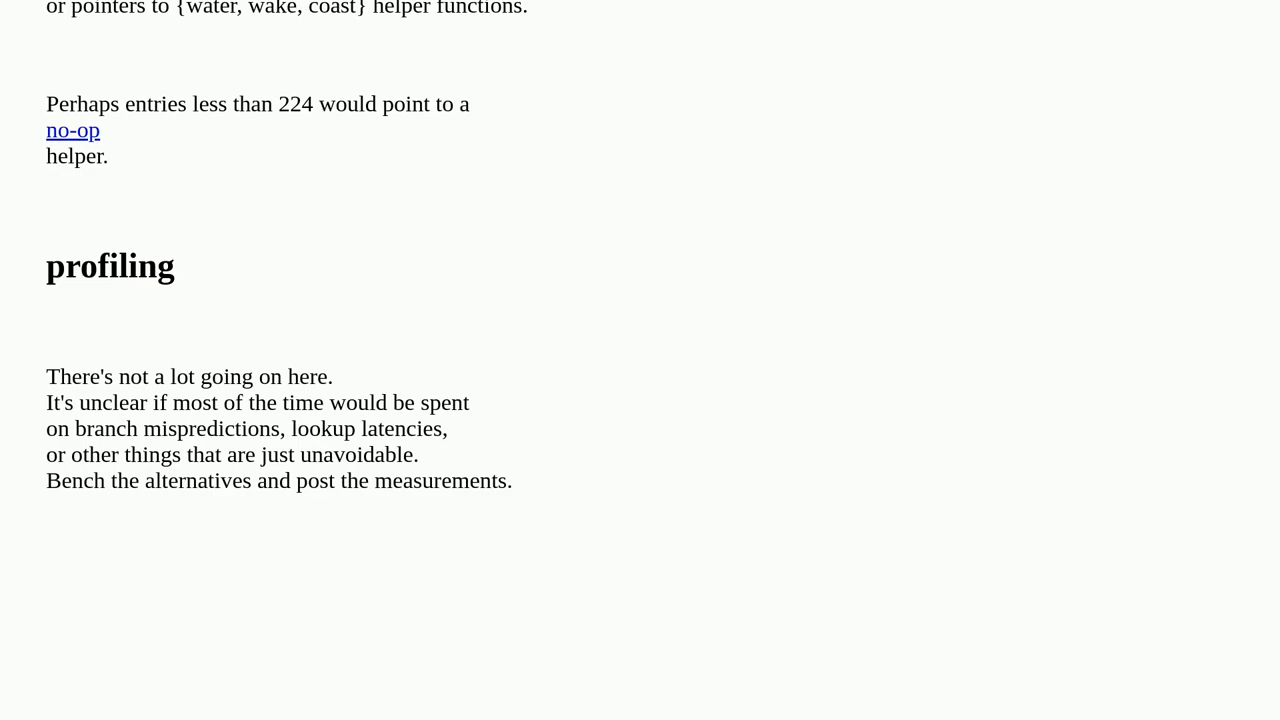 or pointers to {water, wake, coast} helper functions.
Perhaps entries less than 224 would point to a
no-op
helper.
profiling
There's not a lot going on here.
It's unclear if most of the time would be spent
on branch mispredictions, lookup latencies,
or other things that are just unavoidable.
Bench the alternatives and post the measurements.